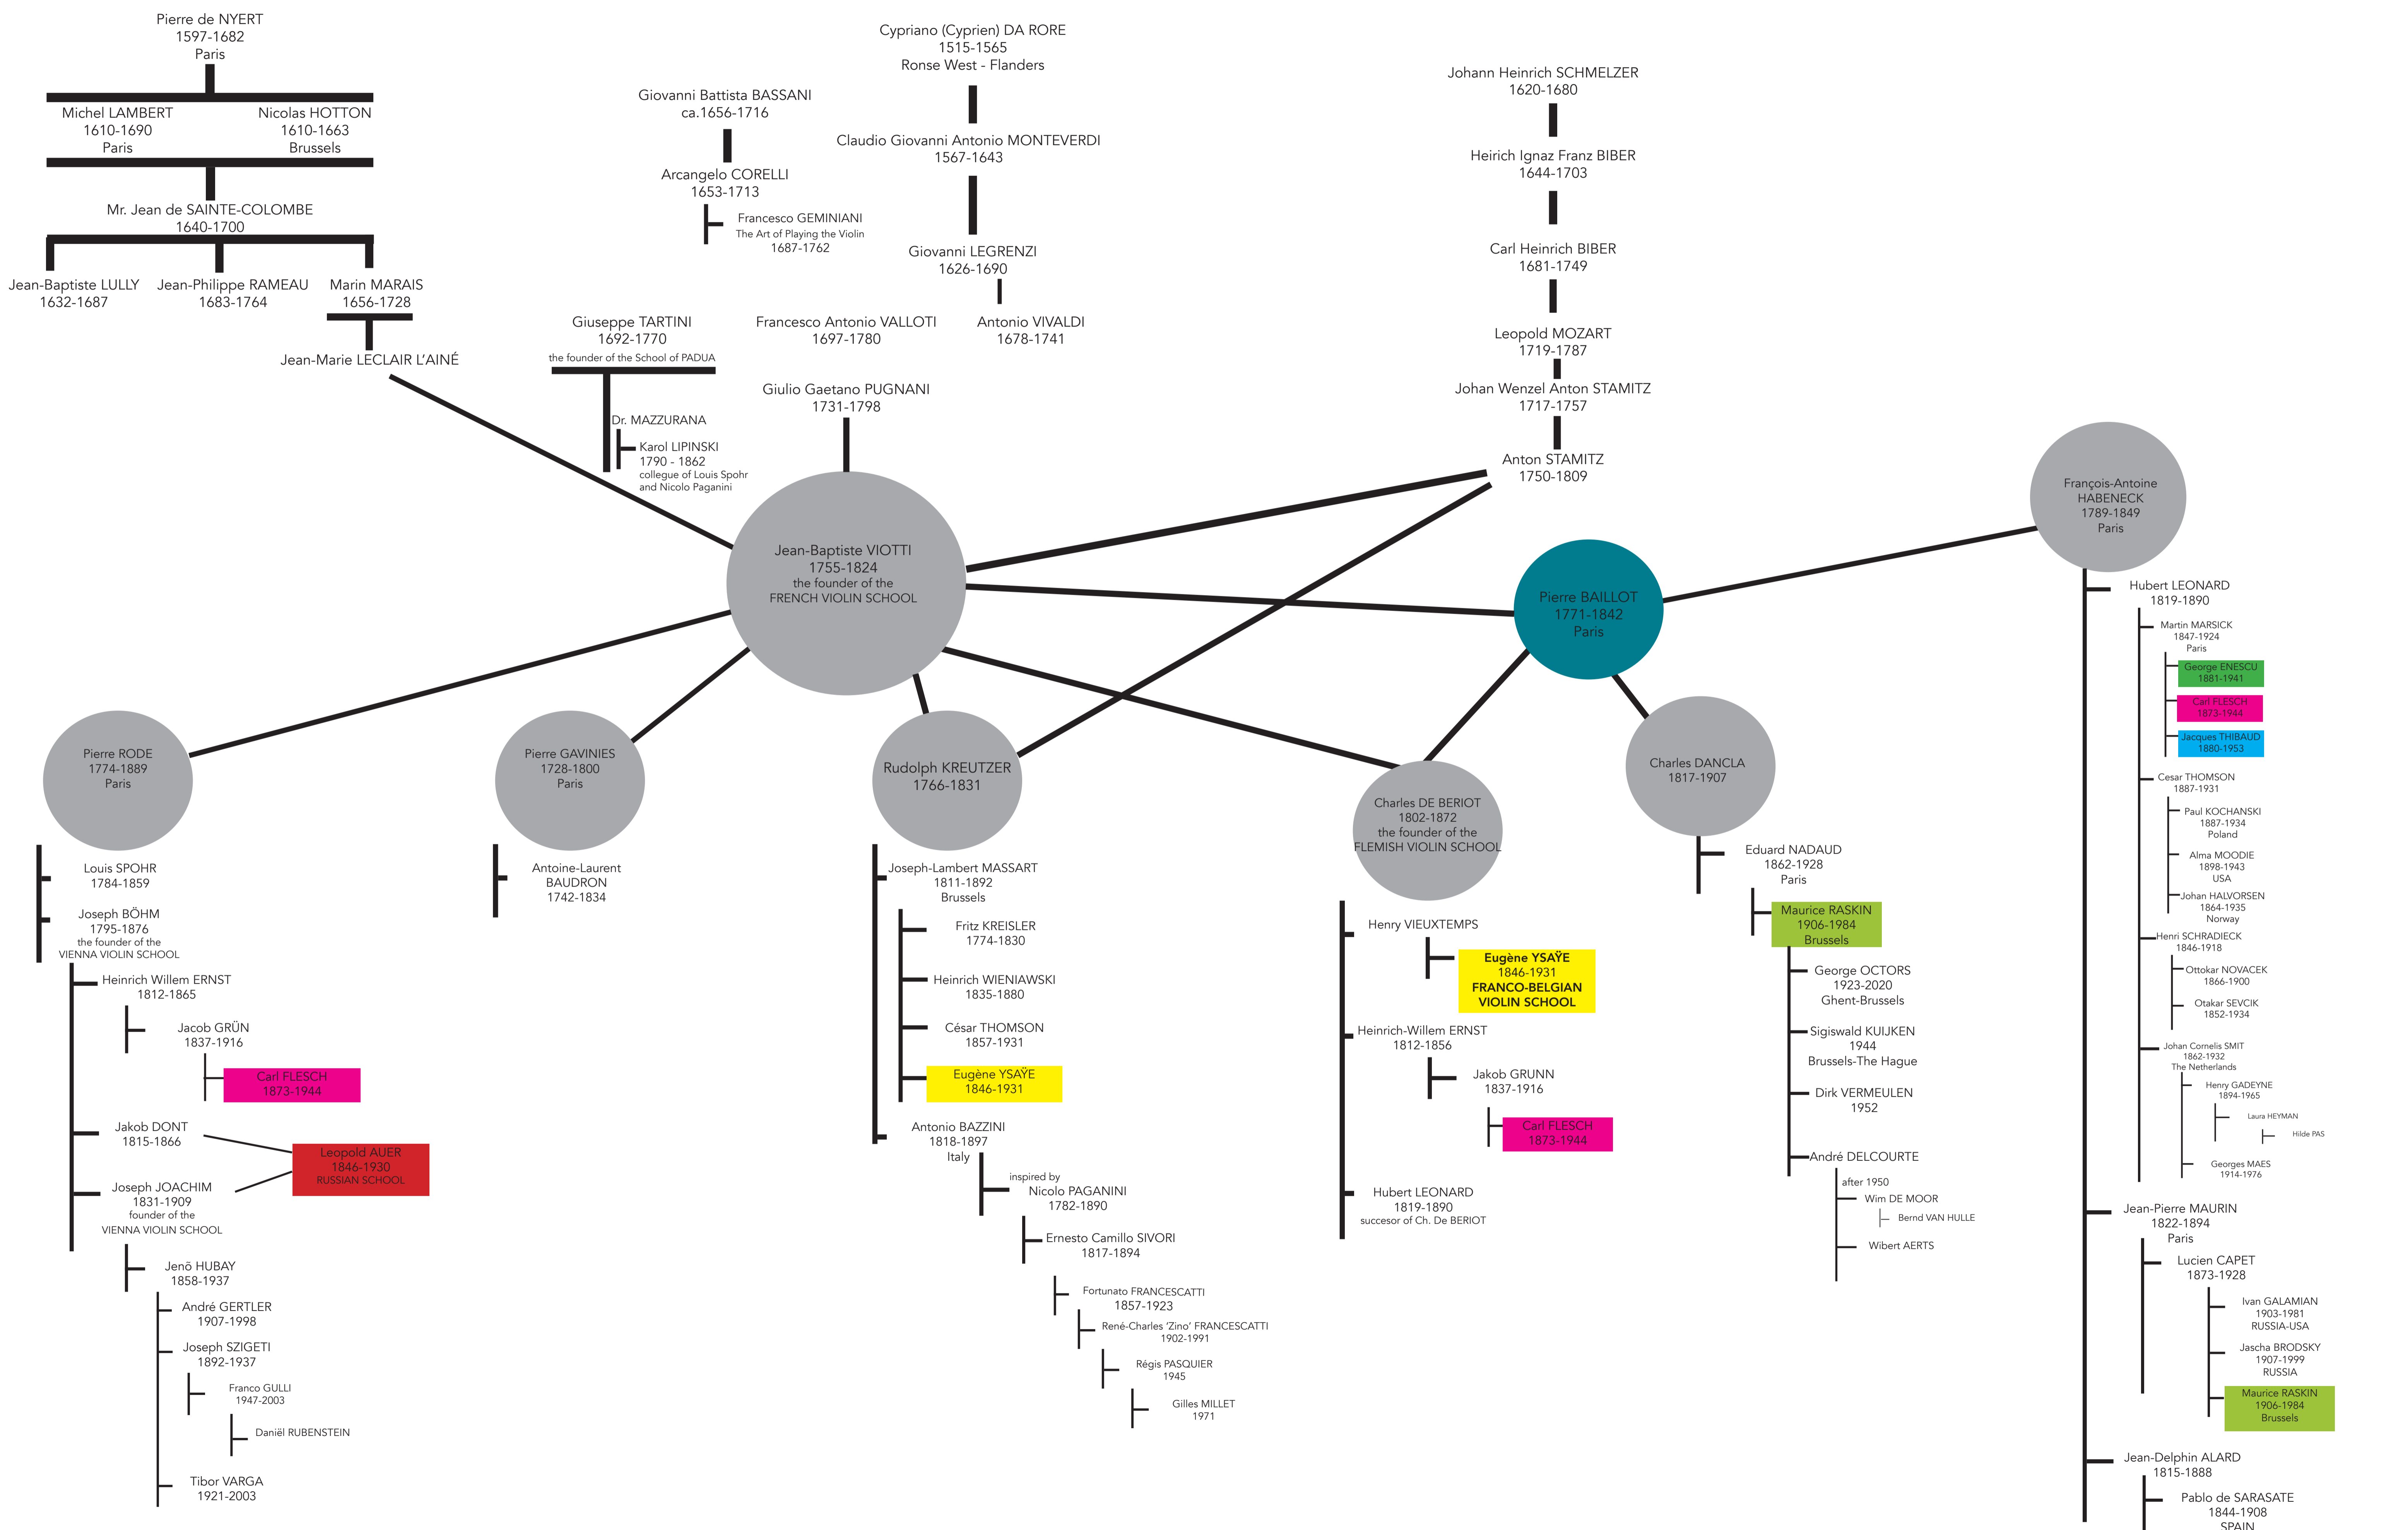 Pierre de NYERT
1597-1682
Paris
Michel LAMBERT
1610-1690
Paris
Nicolas HOTTON
1610-1663
Brussels
Mr. Jean de SAINTE-COLOMBE
1640-1700
Jean-Baptiste LULLY
1632-1687
Jean-Philippe RAMEAU
1683-1764
Marin MARAIS
1656-1728
Jean-Marie LECLAIR L'AINÉ
Giovanni Battista BASSANI
ca.1656-1716
Arcangelo CORELLI
1653-1713
Francesco GEMINIANI
The Art of Playing the Violin
1687-1762
Cypriano (Cyprien) DA RORE
1515-1565
Ronse West - Flanders
Claudio Giovanni Antonio MONTEVERDI
1567-1643
Giovanni LEGRENZI
1626-1690
Giuseppe TARTINI
1692-1770
the founder of the School of PADUA
Francesco Antonio VALLOTI
1697-1780
Antonio VIVALDI
1678-1741
Dr. MAZZURANA
Karol LIPINSKI
1790 - 1862
collegue of Louis Spohr
and Nicolo Paganini
Giulio Gaetano PUGNANI
1731-1798
Johann Heinrich SCHMELZER
1620-1680
Heirich Ignaz Franz BIBER
1644-1703
Carl Heinrich BIBER
1681-1749
Leopold MOZART
1719-1787
Johan Wenzel Anton STAMITZ
1717-1757
Anton STAMITZ
1750-1809
Jean-Baptiste VIOTTI
1755-1824
the founder of the
FRENCH VIOLIN SCHOOL
Pierre BAILLOT
1771-1842
Paris
François-Antoine
HABENECK
1789-1849
Paris
Pierre RODE
1774-1889
Paris
Louis SPOHR
1784-1859
Joseph BÖHM
1795-1876
the founder of the
VIENNA VIOLIN SCHOOL
Heinrich Willem ERNST
1812-1865
Jacob GRÜN
1837-1916
Carl FLESCH
1873-1944
Jakob DONT
1815-1866
Leopold AUER
1846-1930
RUSSIAN SCHOOL
Joseph JOACHIM
1831-1909
founder of the
VIENNA VIOLIN SCHOOL
Jenö HUBAY
1858-1937
André GERTLER
1907-1998
Joseph SZIGETI
1892-1937
Franco GULLI
1947-2003
Daniël RUBENSTEIN
Tibor VARGA
1921-2003
Pierre GAVINIES
1728-1800
Paris
Antoine-Laurent
BAUDRON
1742-1834
Rudolph KREUTZER
1766-1831
Joseph-Lambert MASSART
1811-1892
Brussels
Fritz KREISLER
1774-1830
Heinrich WIENIAWSKI
1835-1880
César THOMSON
1857-1931
Eugène YSAŸE
1846-1931
Antonio BAZZINI
1818-1897
Italy
inspired by
Nicolo PAGANINI
1782-1890
Ernesto Camillo SIVORI
1817-1894
Fortunato FRANCESCATTI
1857-1923
René-Charles 'Zino' FRANCESCATTI
1902-1991
Régis PASQUIER
1945
Gilles MILLET
1971
Charles DE BERIOT
1802-1872
the founder of the
FLEMISH VIOLIN SCHOOL
Henry VIEUXTEMPS
Eugène YSAŸE
1846-1931
FRANCO-BELGIAN
VIOLIN SCHOOL
Heinrich-Willem ERNST
1812-1856
Jakob GRUNN
1837-1916
Carl FLESCH
1873-1944
Hubert LEONARD
1819-1890
succesor of Ch. De BERIOT
Charles DANCLA
1817-1907
Eduard NADAUD
1862-1928
Paris
Maurice RASKIN
1906-1984
Brussels
George OCTORS
1923-2020
Ghent-Brussels
Sigiswald KUIJKEN
1944
Brussels-The Hague
Dirk VERMEULEN
1952
André DELCOURTE
after 1950
Wim DE MOOR
Bernd VAN HULLE
Wibert AERTS
Hubert LEONARD
1819-1890
Martin MARSICK
1847-1924
Paris
George ENESCU
1881-1941
Carl FLESCH
1873-1944
Jacques THIBAUD
1880-1953
Cesar THOMSON
1887-1931
Paul KOCHANSKI
1887-1934
Poland
Alma MOODIE
1898-1943
USA
Johan HALVORSEN
1864-1935
Norway
Henri SCHRADIECK
1846-1918
Ottokar NOVACEK
1866-1900
Otakar SEVCIK
1852-1934
Johan Cornelis SMIT
1862-1932
The Netherlands
Henry GADEYNE
1894-1965
Laura HEYMAN
Hilde PAS
Georges MAES
1914-1976
Jean-Pierre MAURIN
1822-1894
Paris
Lucien CAPET
1873-1928
Ivan GALAMIAN
1903-1981
RUSSIA-USA
Jascha BRODSKY
1907-1999
RUSSIA
Maurice RASKIN
1906-1984
Brussels
Jean-Delphin ALARD
1815-1888
Pablo de SARASATE
1844-1908
SPAIN